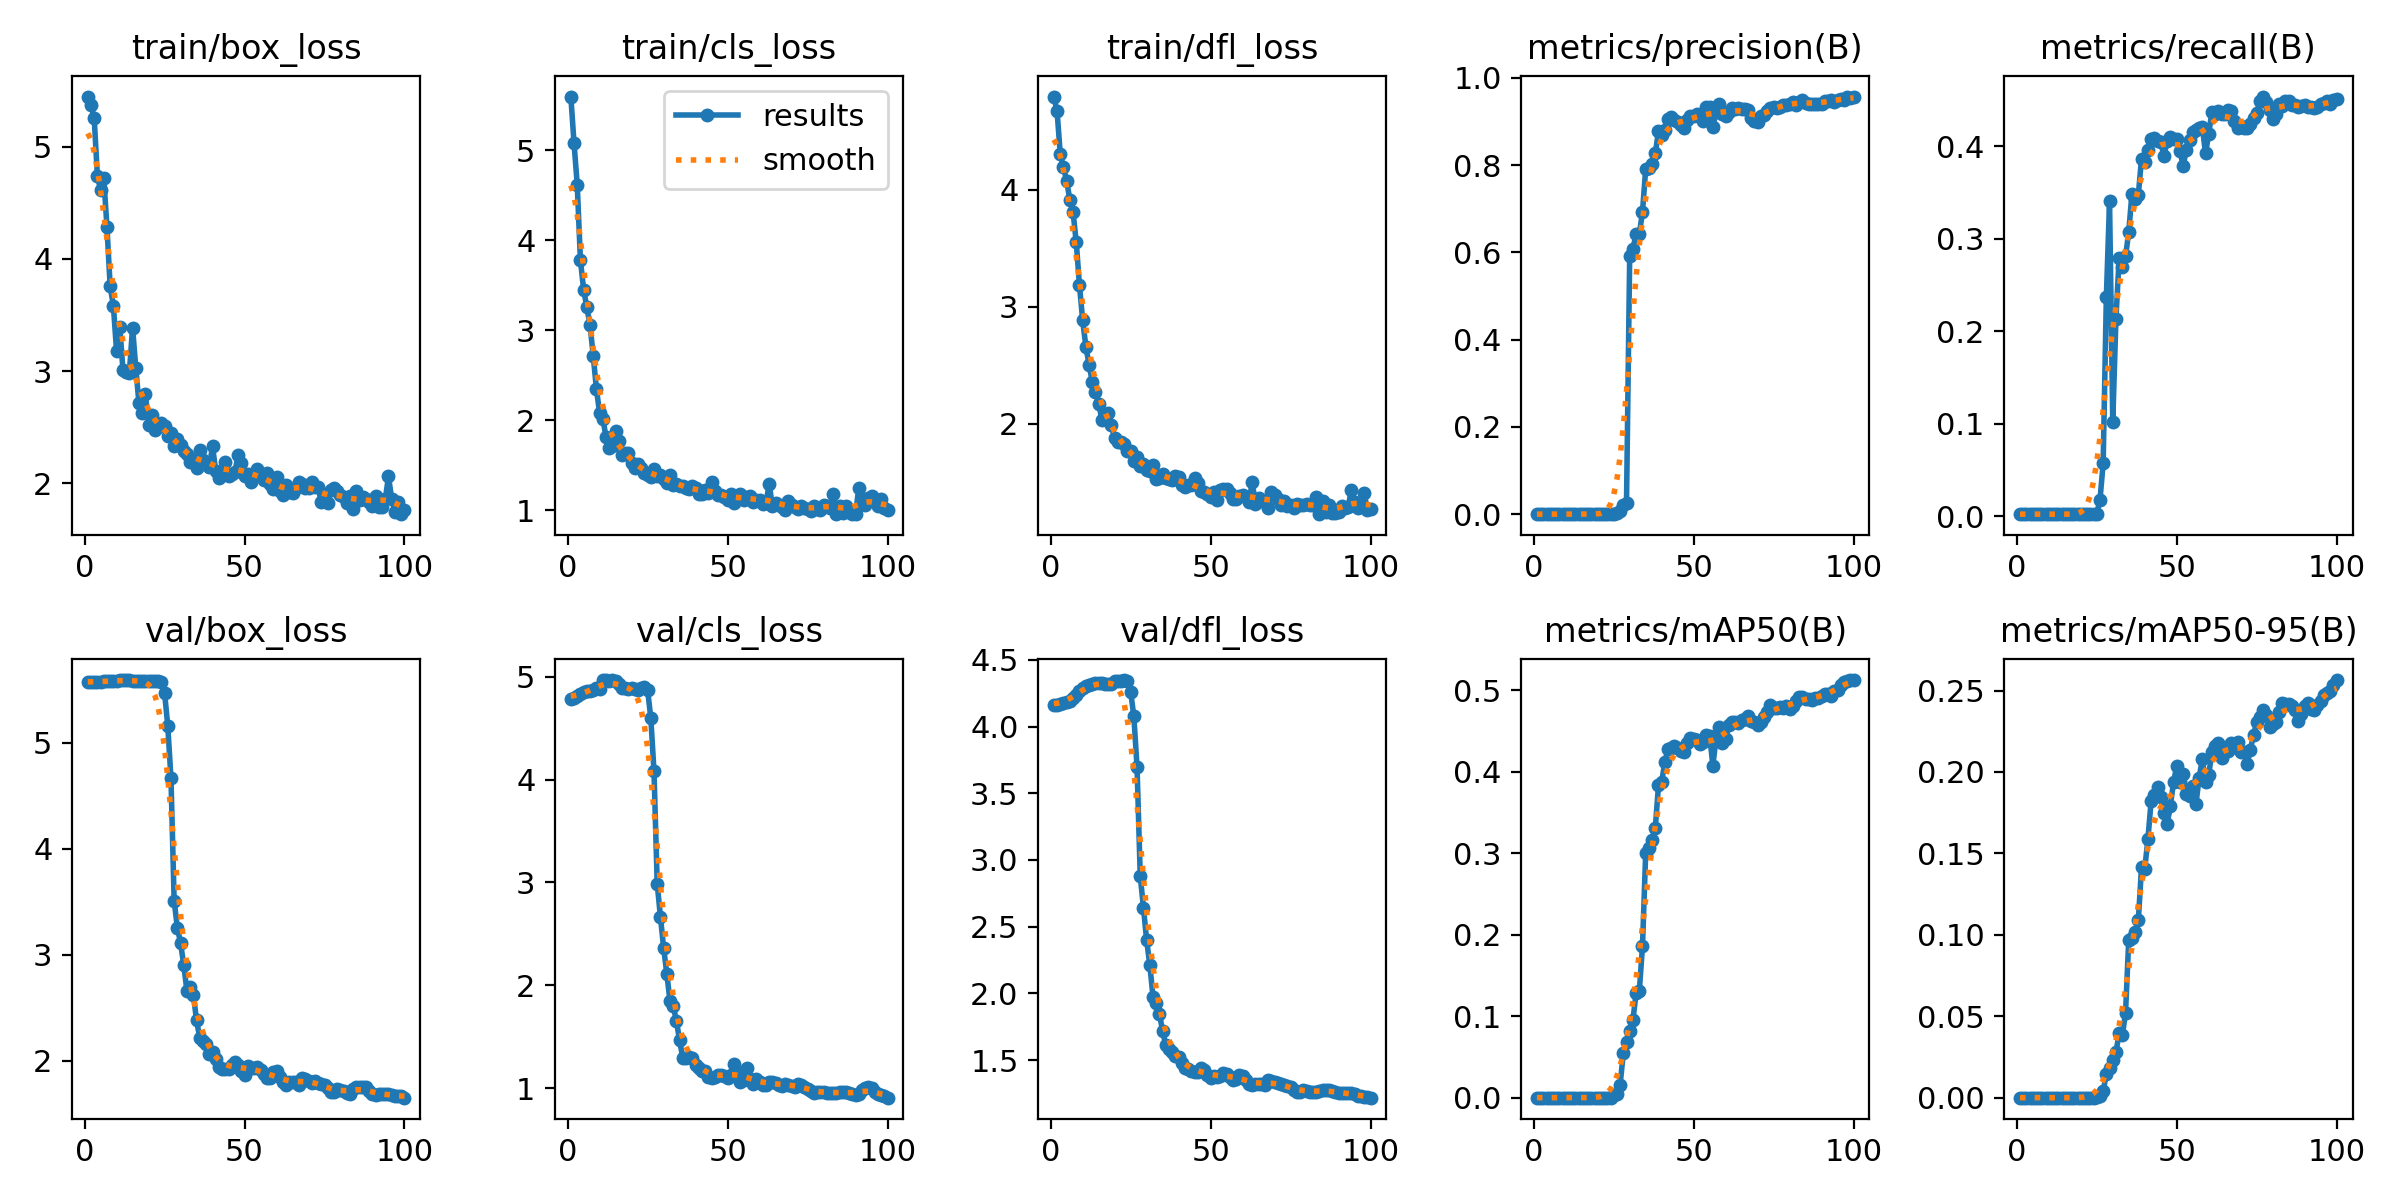 train/box_loss
5
4
3
2
0 50 100
train/cls_loss
results
smooth
5
4
3
2
1
0 50 100
train/dfl_loss
4
3
2
0 50 100
metrics/precision(B)
1.0
0.8
0.6
0.4
0.2
0.0
0 50 100
metrics/recall(B)
0.4
0.3
0.2
0.1
0.0
0 50 100
val/box_loss
5
4
3
2
0 50 100
val/cls_loss
5
4
3
2
1
0 50 100
val/dfl_loss
4.5
4.0
3.5
3.0
2.5
2.0
1.5
0 50 100
metrics/mAP50(B)
0.5
0.4
0.3
0.2
0.1
0.0
0 50 100
metrics/mAP50-95(B)
0.25
0.20
0.15
0.10
0.05
0.00
0 50 100